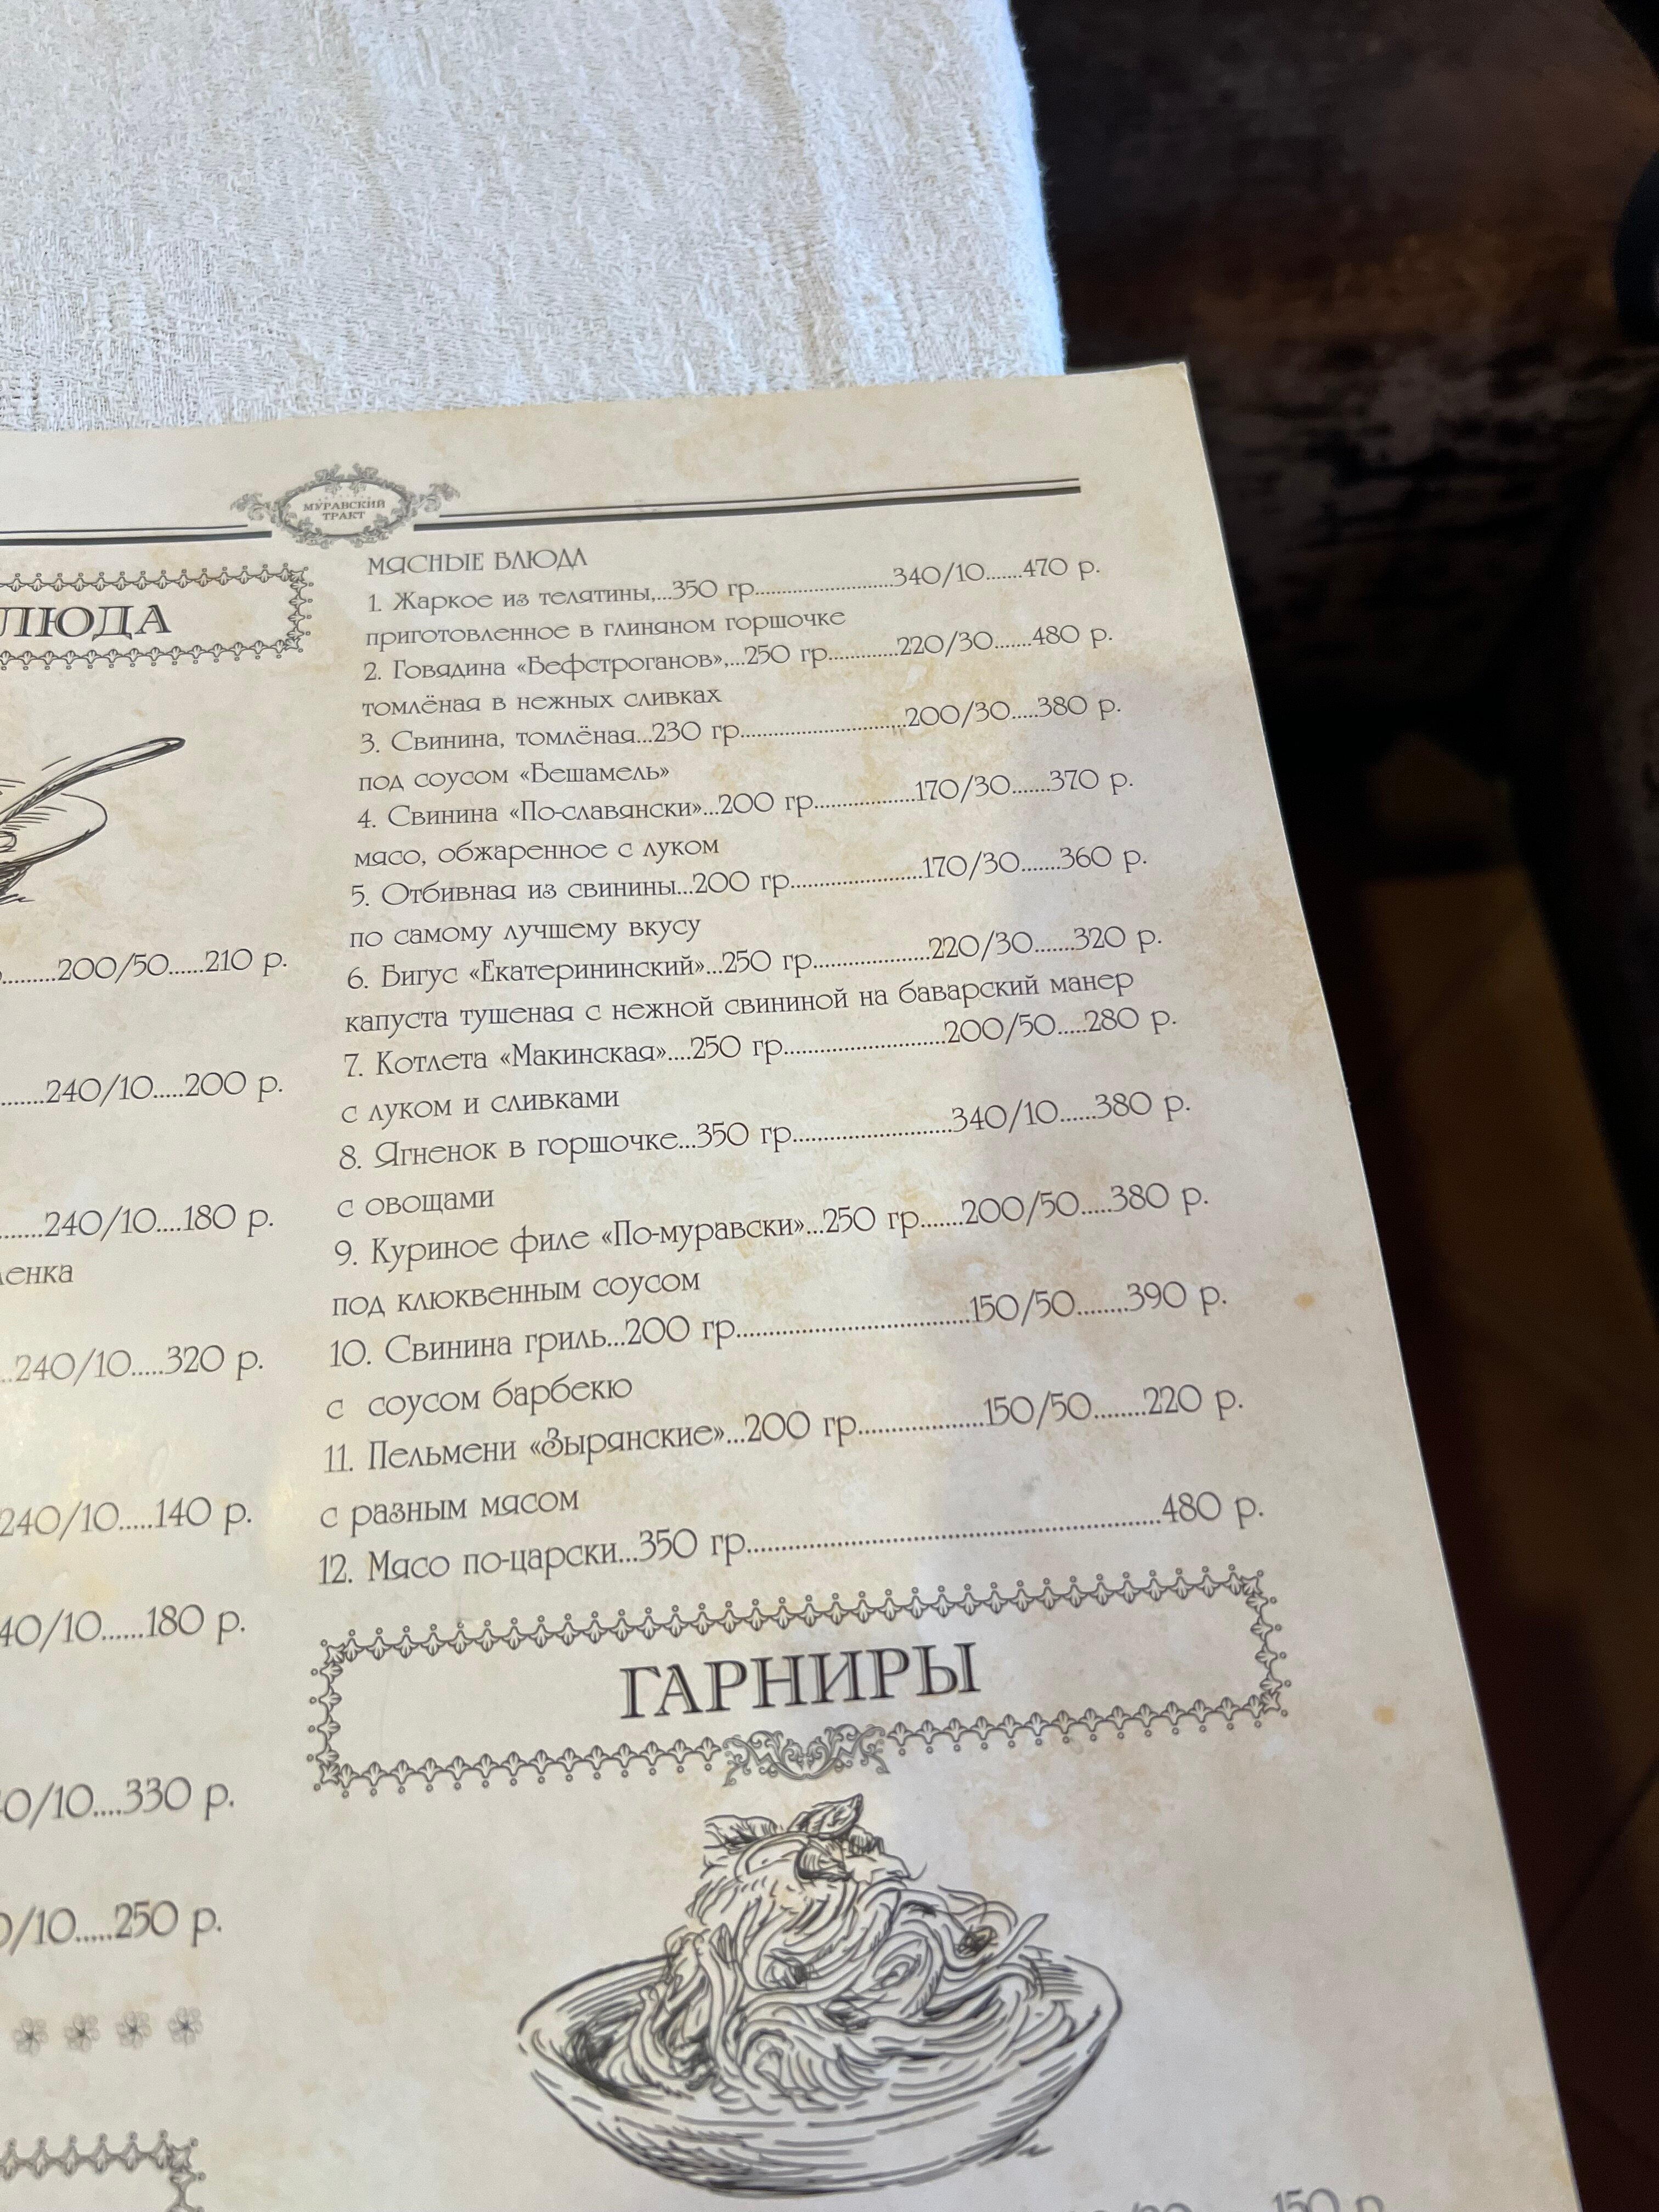 МУРАВСКИЙ
ТРАКТ
ЛЮДА
200/50......210 р.
240/10.....200 р.
240/10....180 р.
ленка
240/10.....320 р.
240/10.....140 р.
40/10......180 р.
0/10....330 р.
0/10.....250 р.
МЯСНЫЕ БЛЮДА
1. Жаркое из телятины,...350 гр..............................340/10.......470 р.
приготовленное в глиняном горшочке
2. Говядина «Бефстроганов»,...250 гр...............220/30.......480 р.
томлёная в нежных сливках
3. Свинина, томлёная...230 гр....................................200/30.....380 р.
под соусом «Бешамель»
4. Свинина «По-славянски»...200 гр......................170/30.......370 р.
мясо, обжаренное с луком
5. Отбивная из свинины...200 гр.............................170/30.......360 р.
по самому лучшему вкусу
6. Бигус «Екатерининский»...250 гр.........................220/30.......320 р.
капуста тушеная с нежной свининой на баварский манер
7. Котлета «Макинская»....250 гр.................................200/50.....280 р.
с луком и сливками
8. Ягненок в горшочке...350 гр..................................340/10......380 р.
с овощами
9. Куриное филе «По-муравски»...250 гр.......200/50.....380 р.
под клюквенным соусом
10. Свинина гриль...200 гр...........................................150/50........390 р.
с соусом барбекю
11. Пельмени «Зырянские»...200 гр.....................150/50........220 р.
с разным мясом
12. Мясо по-царски...350 гр......................................................................480 р.
ГАРНИРЫ
150 р